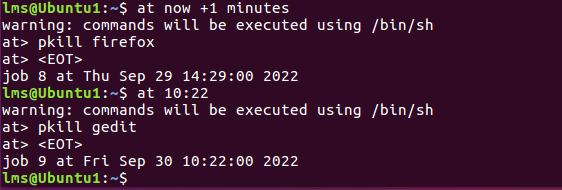 lms@Ubuntu1:~$ at now +1 minutes
warning: commands will be executed using /bin/sh
at> pkill firefox
at> <EOT>
job 8 at Thu Sep 29 14:29:00 2022
lms@Ubuntu1:~$ at 10:22
warning: commands will be executed using /bin/sh
at> pkill gedit
at> <EOT>
job 9 at Fri Sep 30 10:22:00 2022
lms@Ubuntu1:~$